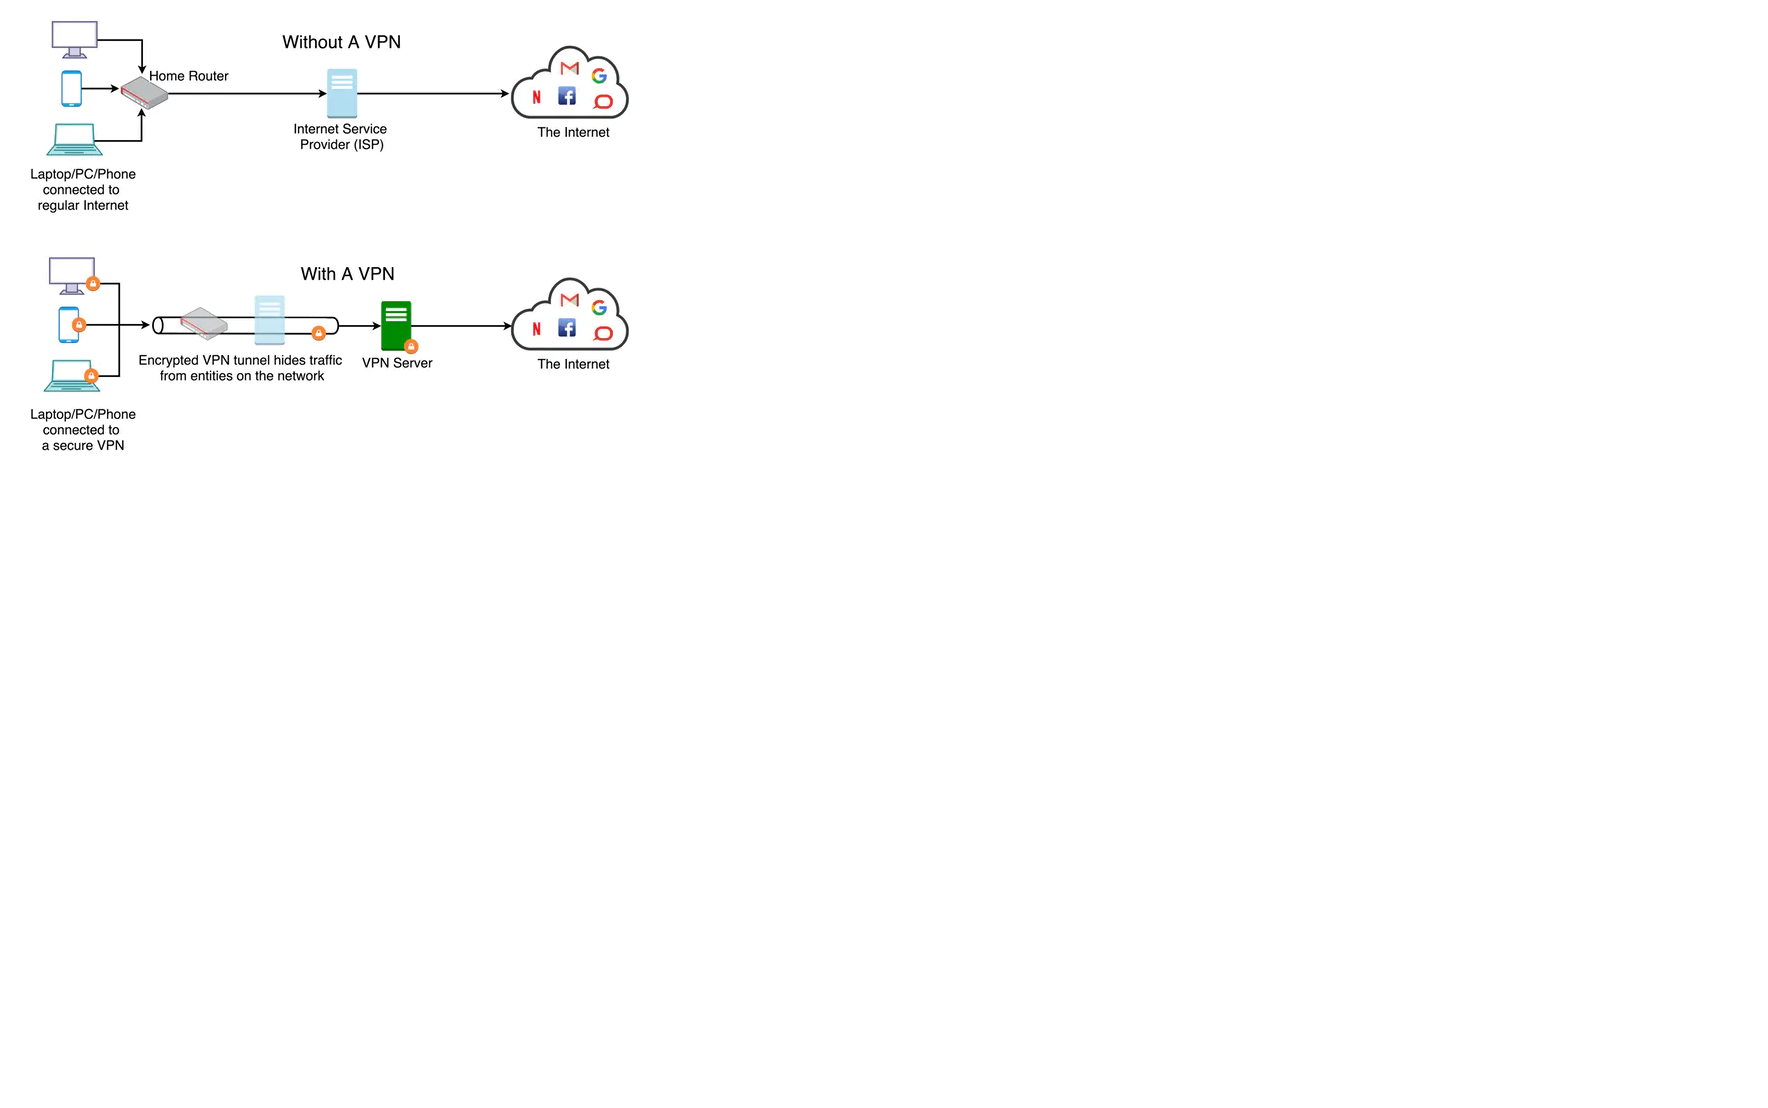 Without A VPN
Home Router
Internet Service
Provider (ISP)
The Internet
Laptop/PC/Phone
connected to
regular Internet
With A VPN
Encrypted VPN tunnel hides traffic
from entities on the network
VPN Server
The Internet
Laptop/PC/Phone
connected to
a secure VPN